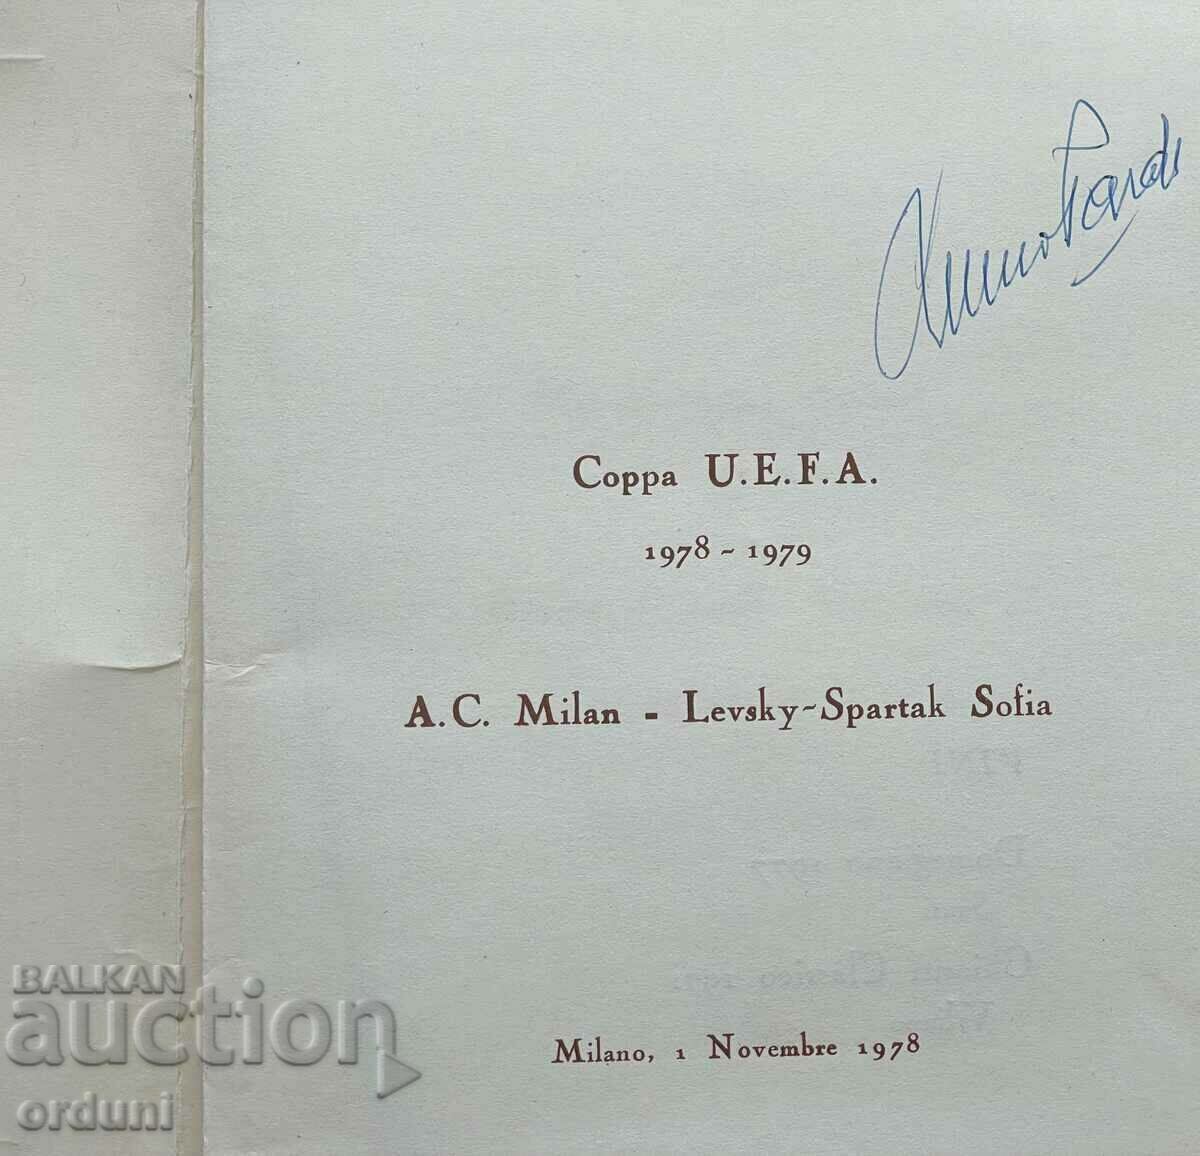 Coppa U.E.F.A.
1978 - 1979
A.C. Milan - Levsky-Spartak Sofia
Milano, 1 Novembre 1978
BALKAN
auction
orduni